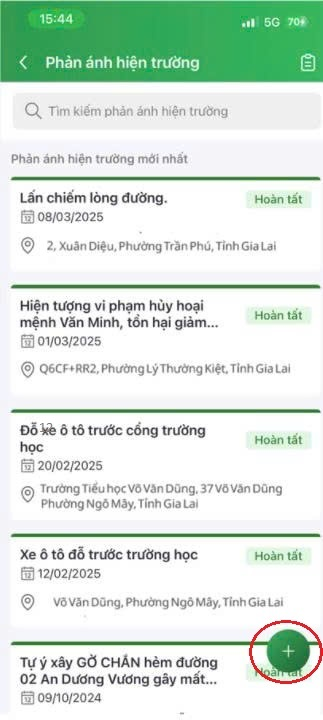 15:44
5G 70
Phản ánh hiện trường
Tìm kiếm phản ánh hiện trường
Phản ánh hiện trường mới nhất
Lấn chiếm lòng đường.
Hoàn tất
12 08/03/2025
2, Xuân Diệu, Phường Trần Phú, Tỉnh Gia Lai
Hiện tượng vi phạm hủy hoại
mệnh Văn Minh, tổn hại giảm...
Hoàn tất
12 01/03/2025
Q6CF+RR2, Phường Lý Thường Kiệt, Tỉnh Gia Lai
Đỗ xe ô tô trước cổng trường
học
Hoàn tất
12 20/02/2025
Trường Tiểu học Võ Văn Dũng, 37 Võ Văn Dũng
Phường Ngô Mây, Tỉnh Gia Lai
Xe ô tô đỗ trước trường học
Hoàn tất
12 12/02/2025
Võ Văn Dũng, Phường Ngô Mây, Tỉnh Gia Lai
Tự ý xây GỜ CHẮN hèm đường
02 An Dương Vương gây mất...
Hoàn tất
12 09/10/2024